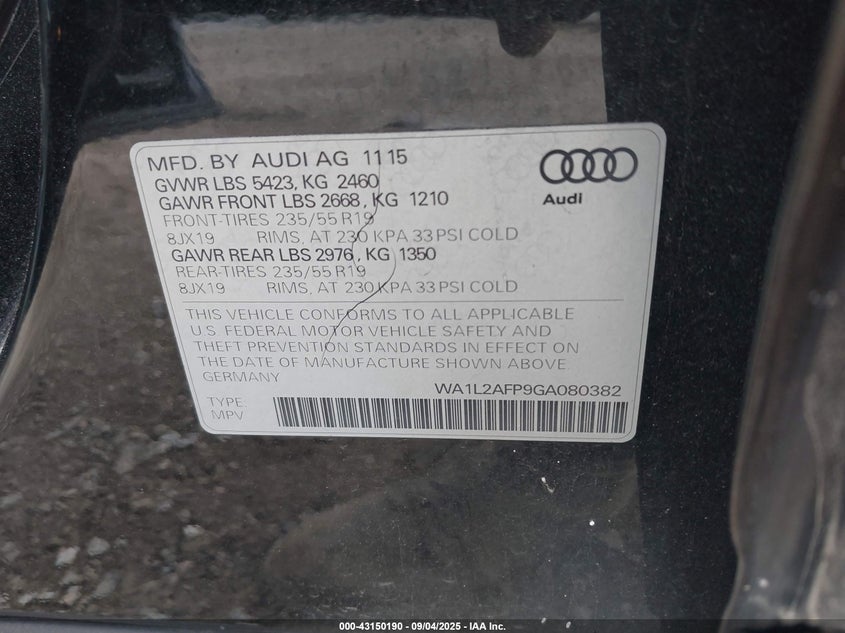 MFD. BY AUDI AG 11 15
GVWR LBS 5423, KG 2460
GAWR FRONT LBS 2668, KG 1210
FRONT-TIRES 235/55 R19
8JX19 RIMS, AT 230 KPA 33 PSI COLD
GAWR REAR LBS 2976, KG 1350
REAR-TIRES 235/55 R19
8JX19 RIMS, AT 230 KPA 33 PSI COLD
Audi
THIS VEHICLE CONFORMS TO ALL APPLICABLE
U.S. FEDERAL MOTOR VEHICLE SAFETY AND
THEFT PREVENTION STANDARDS IN EFFECT ON
THE DATE OF MANUFACTURE SHOWN ABOVE.
GERMANY
WA1L2AFP9GA080382
TYPE
MPV
000-43150190 - 09/04/2025 - IAA Inc.